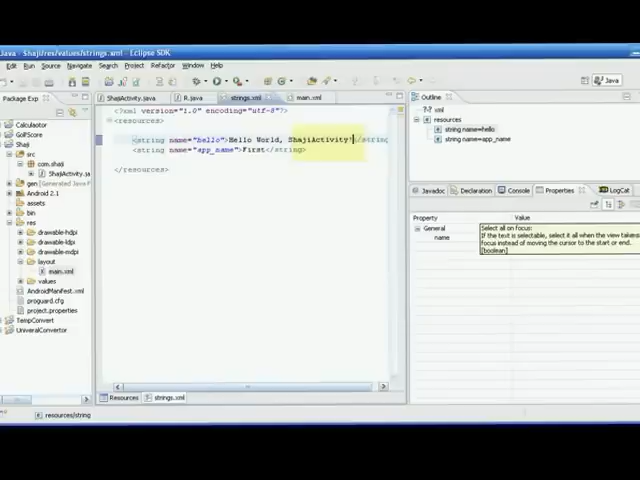 Java - Shaji/res/values/strings.xml - Eclipse SDK
Edit Run Source Navigate Search Project Refactor Window Help
Java
Package Exp
ShajiActivity.java
R.java
strings.xml
main.xml
Outline
Calculaotor
GolfScore
Shaji
src
com.shaji
ShajiActivity.ja
gen [Generated Java
Android 2.1
assets
bin
res
drawable-hdpi
drawable-ldpi
drawable-mdpi
layout
main.xml
values
AndroidManifest.xml
proguard.cfg
project.properties
TempConvert
UniveralConvertor
<?xml version="1.0" encoding="utf-8"?>
<resources>
<string name="hello">Hello World, ShajiActivity!</string
<string name="app_name">First</string>
</resources>
xml
resources
string name=hello
string name=app_name
Javadoc
Declaration
Console
Properties
LogCat
Property
Value
General
name
Select all on focus:
If the text is selectable, select it all when the view takes
focus instead of moving the cursor to the start or end.
[boolean]
Resources
strings.xml
resources/string